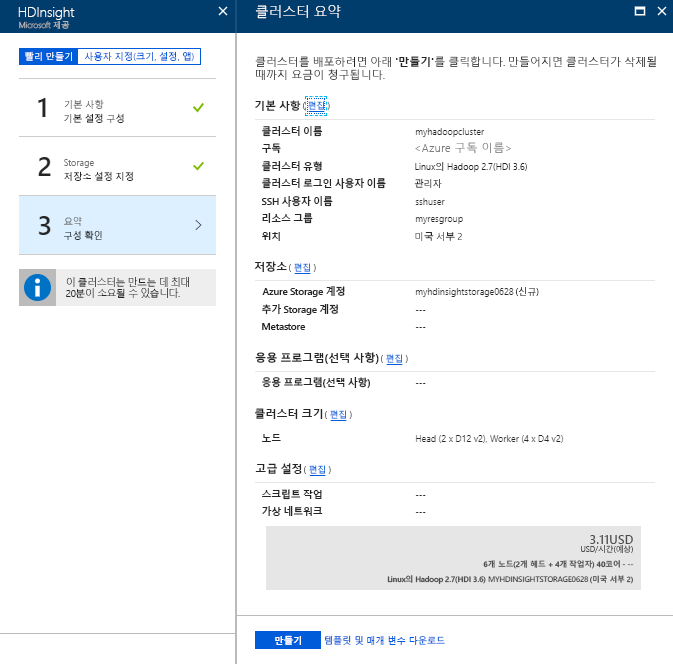 HDInsight
Microsoft 제공
빨리 만들기 사용자 지정(크기, 설정, 앱)
1 기본 사항
기본 설정 구성
2 Storage
저장소 설정 지정
3 요약
구성 확인
이 클러스터는 만드는 데 최대
20분이 소요될 수 있습니다.
클러스터 요약
클러스터를 배포하려면 아래 '만들기'를 클릭합니다. 만들어지면 클러스터가 삭제될
때까지 요금이 청구됩니다.
기본 사항 (편집)
클러스터 이름 myhadoopcluster
구독 <Azure 구독 이름>
클러스터 유형 Linux의 Hadoop 2.7(HDI 3.6)
클러스터 로그인 사용자 이름 관리자
SSH 사용자 이름 sshuser
리소스 그룹 myresgroup
위치 미국 서부 2
저장소 ( 편집 )
Azure Storage 계정 myhdinsightstorage0628 (신규)
추가 Storage 계정 ---
Metastore ---
응용 프로그램(선택 사항) ( 편집 )
응용 프로그램(선택 사항) ---
클러스터 크기 ( 편집 )
노드 Head (2 x D12 v2), Worker (4 x D4 v2)
고급 설정 ( 편집 )
스크립트 작업 ---
가상 네트워크 ---
3.11USD
USD/시간(예상)
6개 노드(2개 헤드 + 4개 작업자) 40코어 - --
Linux의 Hadoop 2.7(HDI 3.6) MYHDINSIGHTSTORAGE0628 (미국 서부 2)
만들기 템플릿 및 매개 변수 다운로드